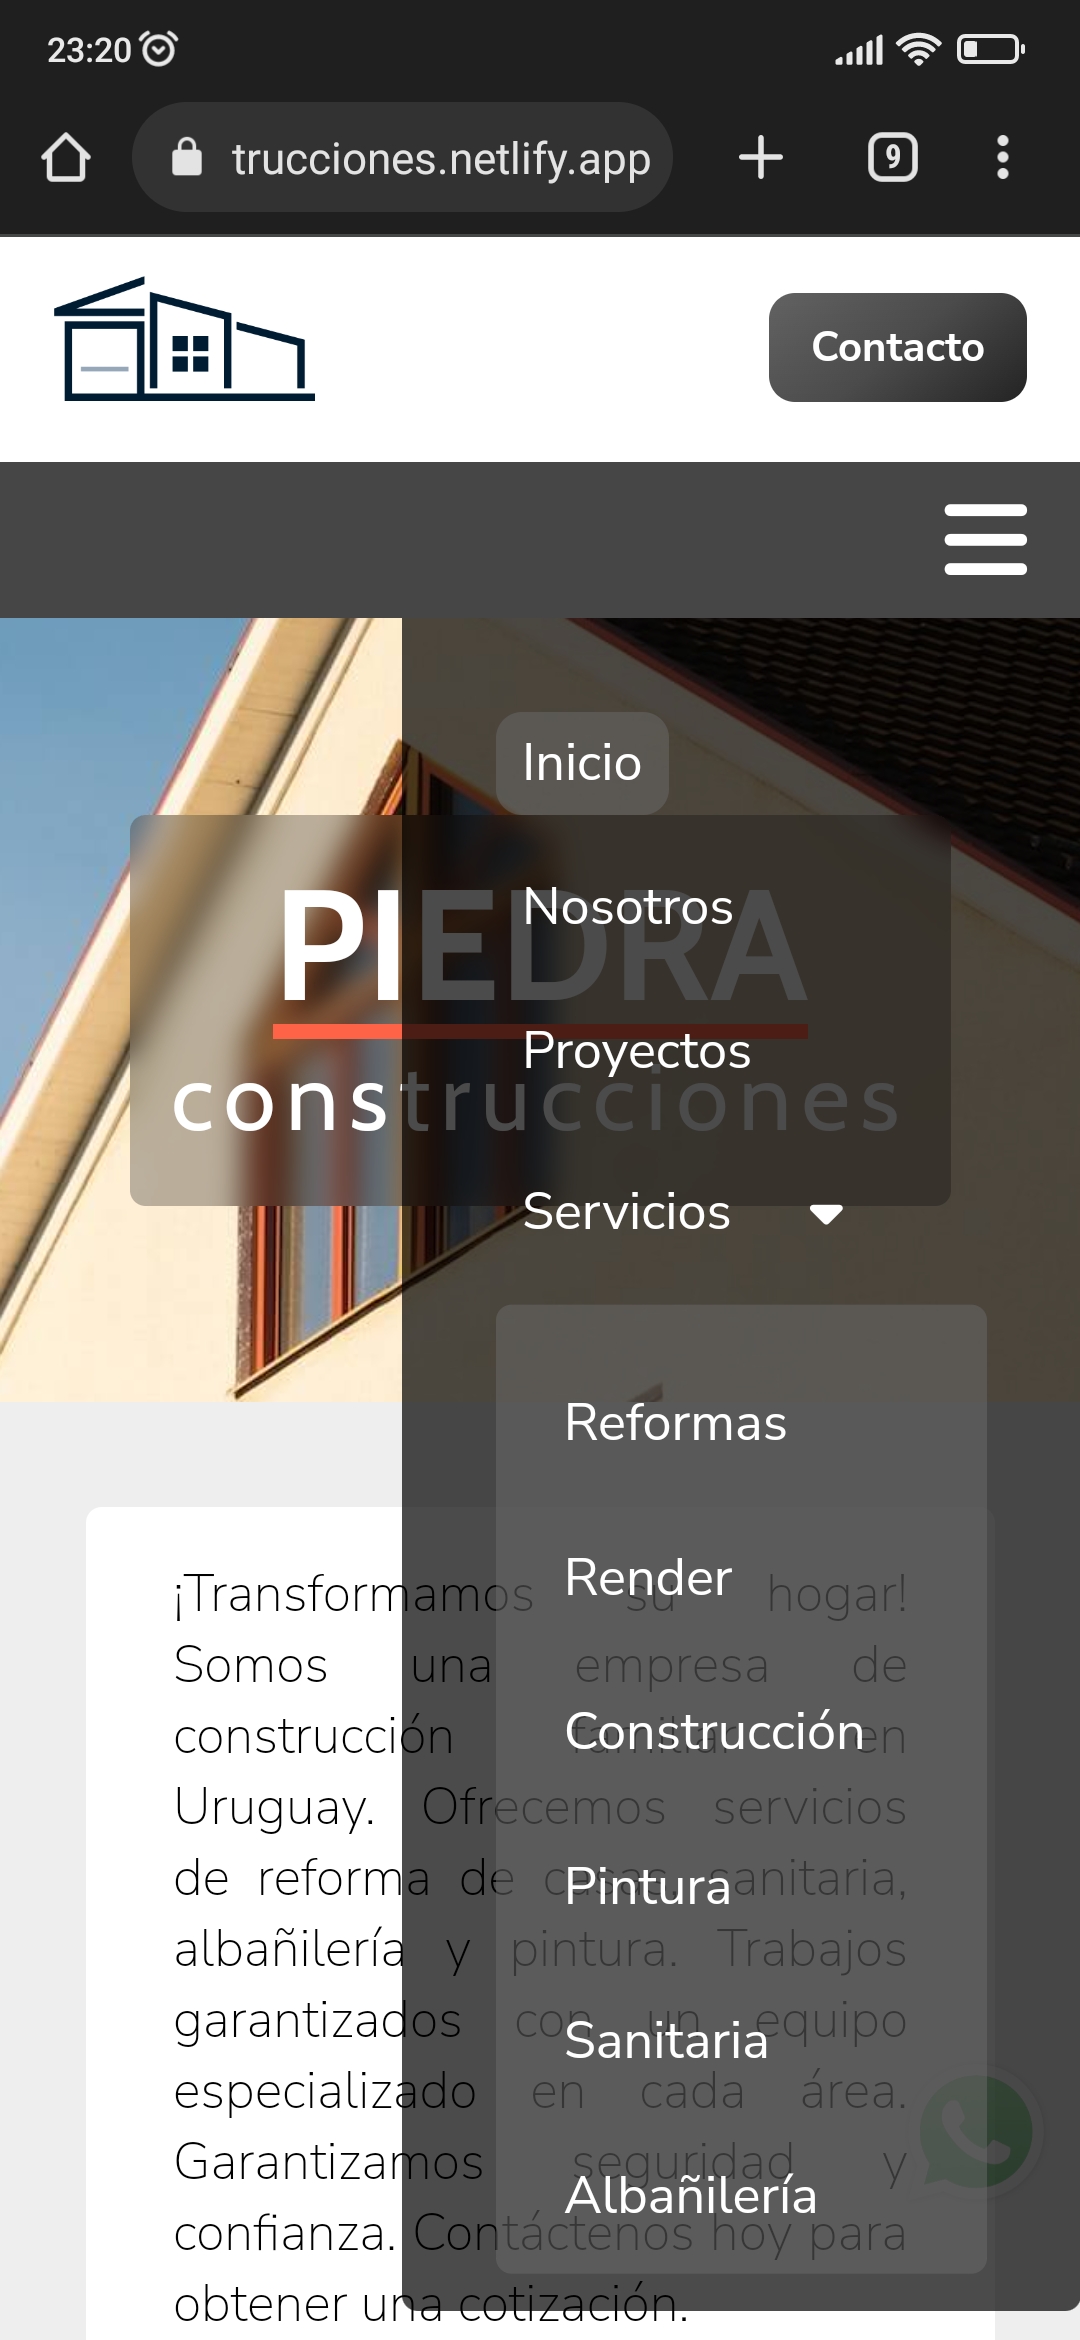 23:20
trucciones.netlify.app
9
Contacto
Inicio
Nosotros
PIEDRA
Proyectos
construcciones
Servicios
Reformas
Render
Construcción
Pintura
Sanitaria
Albañilería
¡Transformamos su hogar!
Somos una empresa de
construcción familiar en
Uruguay. Ofrecemos servicios
de reforma de casas, sanitaria,
albañilería y pintura. Trabajos
garantizados con un equipo
especializado en cada área.
Garantizamos seguridad y
confianza. Contáctenos hoy para
obtener una cotización.